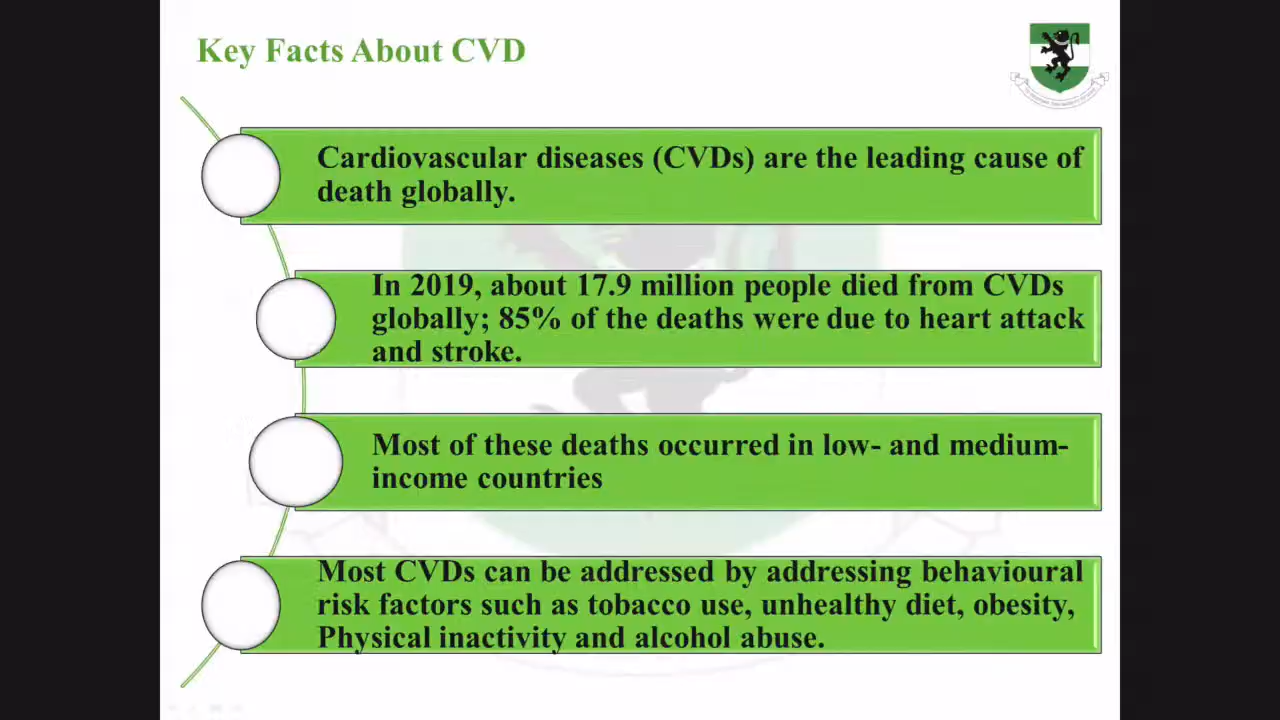 Key Facts About CVD
Cardiovascular diseases (CVDs) are the leading cause of
death globally.
In 2019, about 17.9 million people died from CVDs
globally; 85% of the deaths were due to heart attack
and stroke.
Most of these deaths occurred in low- and medium-
income countries
Most CVDs can be addressed by addressing behavioural
risk factors such as tobacco use, unhealthy diet, obesity,
Physical inactivity and alcohol abuse.